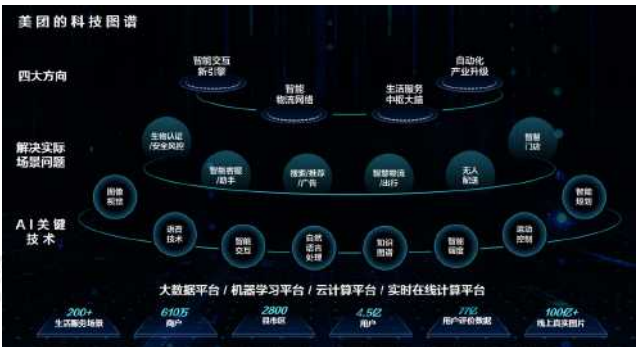 美团的科技图谱
四大方向
智能交互
新引擎
智能
物流网络
生活服务
中枢大脑
自动化
产业升级
解决实际
场景问题
生物认证
/安全风控
智能客服
/助手
搜索/推荐
/广告
智慧物流
/出行
无人
配送
智慧
门店
AI关键
技术
图像
视觉
语音
技术
智能
交互
自然
语言
处理
知识
图谱
智能
调度
运动
控制
智能
规划
大数据平台 / 机器学习平台 / 云计算平台 / 实时在线计算平台
200+
生活服务场景
610万
商户
2800
县市区
4.5亿
用户
77亿
用户评价数据
100亿+
线上真实图片